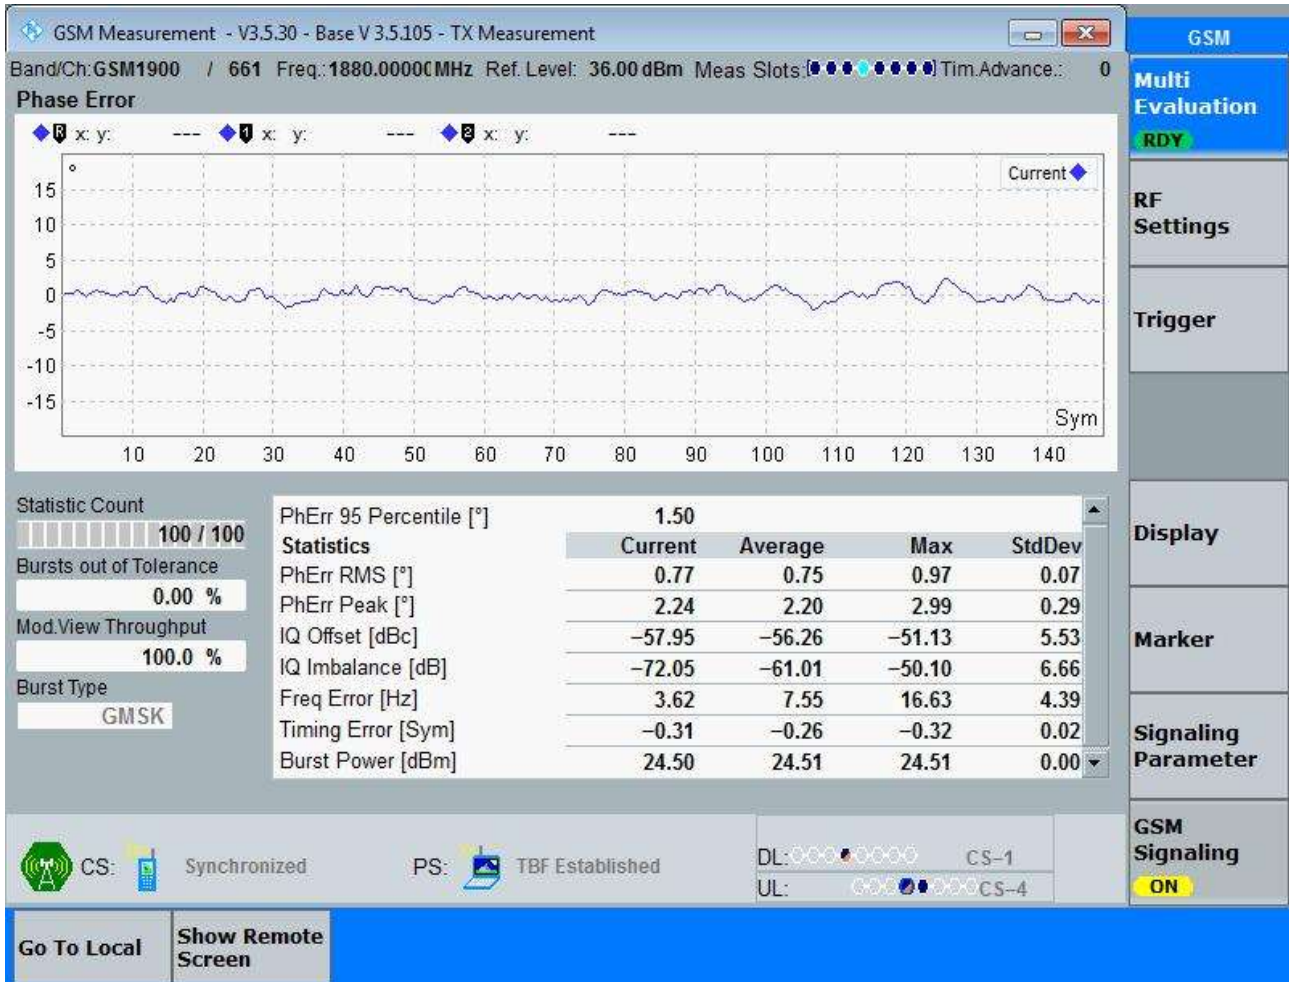 GSM Measurement - V3.5.30 - Base V 3.5.105 - TX Measurement
Band/Ch:GSM1900 / 661 Freq.:1880.00000 MHz Ref. Level: 36.00 dBm Meas Slots: Tim.Advance.: 0
Phase Error
R x: y: --- 1 x: y: --- 2 x: y: ---
°
Current
15
10
5
0
-5
-10
-15
Sym
10 20 30 40 50 60 70 80 90 100 110 120 130 140
Statistic Count
100 / 100
Bursts out of Tolerance
0.00 %
Mod.View Throughput
100.0 %
Burst Type
GMSK
PhErr 95 Percentile [°] 1.50
Statistics Current Average Max StdDev
PhErr RMS [°] 0.77 0.75 0.97 0.07
PhErr Peak [°] 2.24 2.20 2.99 0.29
IQ Offset [dBc] −57.95 −56.26 −51.13 5.53
IQ Imbalance [dB] −72.05 −61.01 −50.10 6.66
Freq Error [Hz] 3.62 7.55 16.63 4.39
Timing Error [Sym] −0.31 −0.26 −0.32 0.02
Burst Power [dBm] 24.50 24.51 24.51 0.00
CS: Synchronized PS: TBF Established
DL: CS−1
UL: CS−4
GSM
Multi
Evaluation
RDY
RF
Settings
Trigger
Display
Marker
Signaling
Parameter
GSM
Signaling
ON
Go To Local
Show Remote
Screen